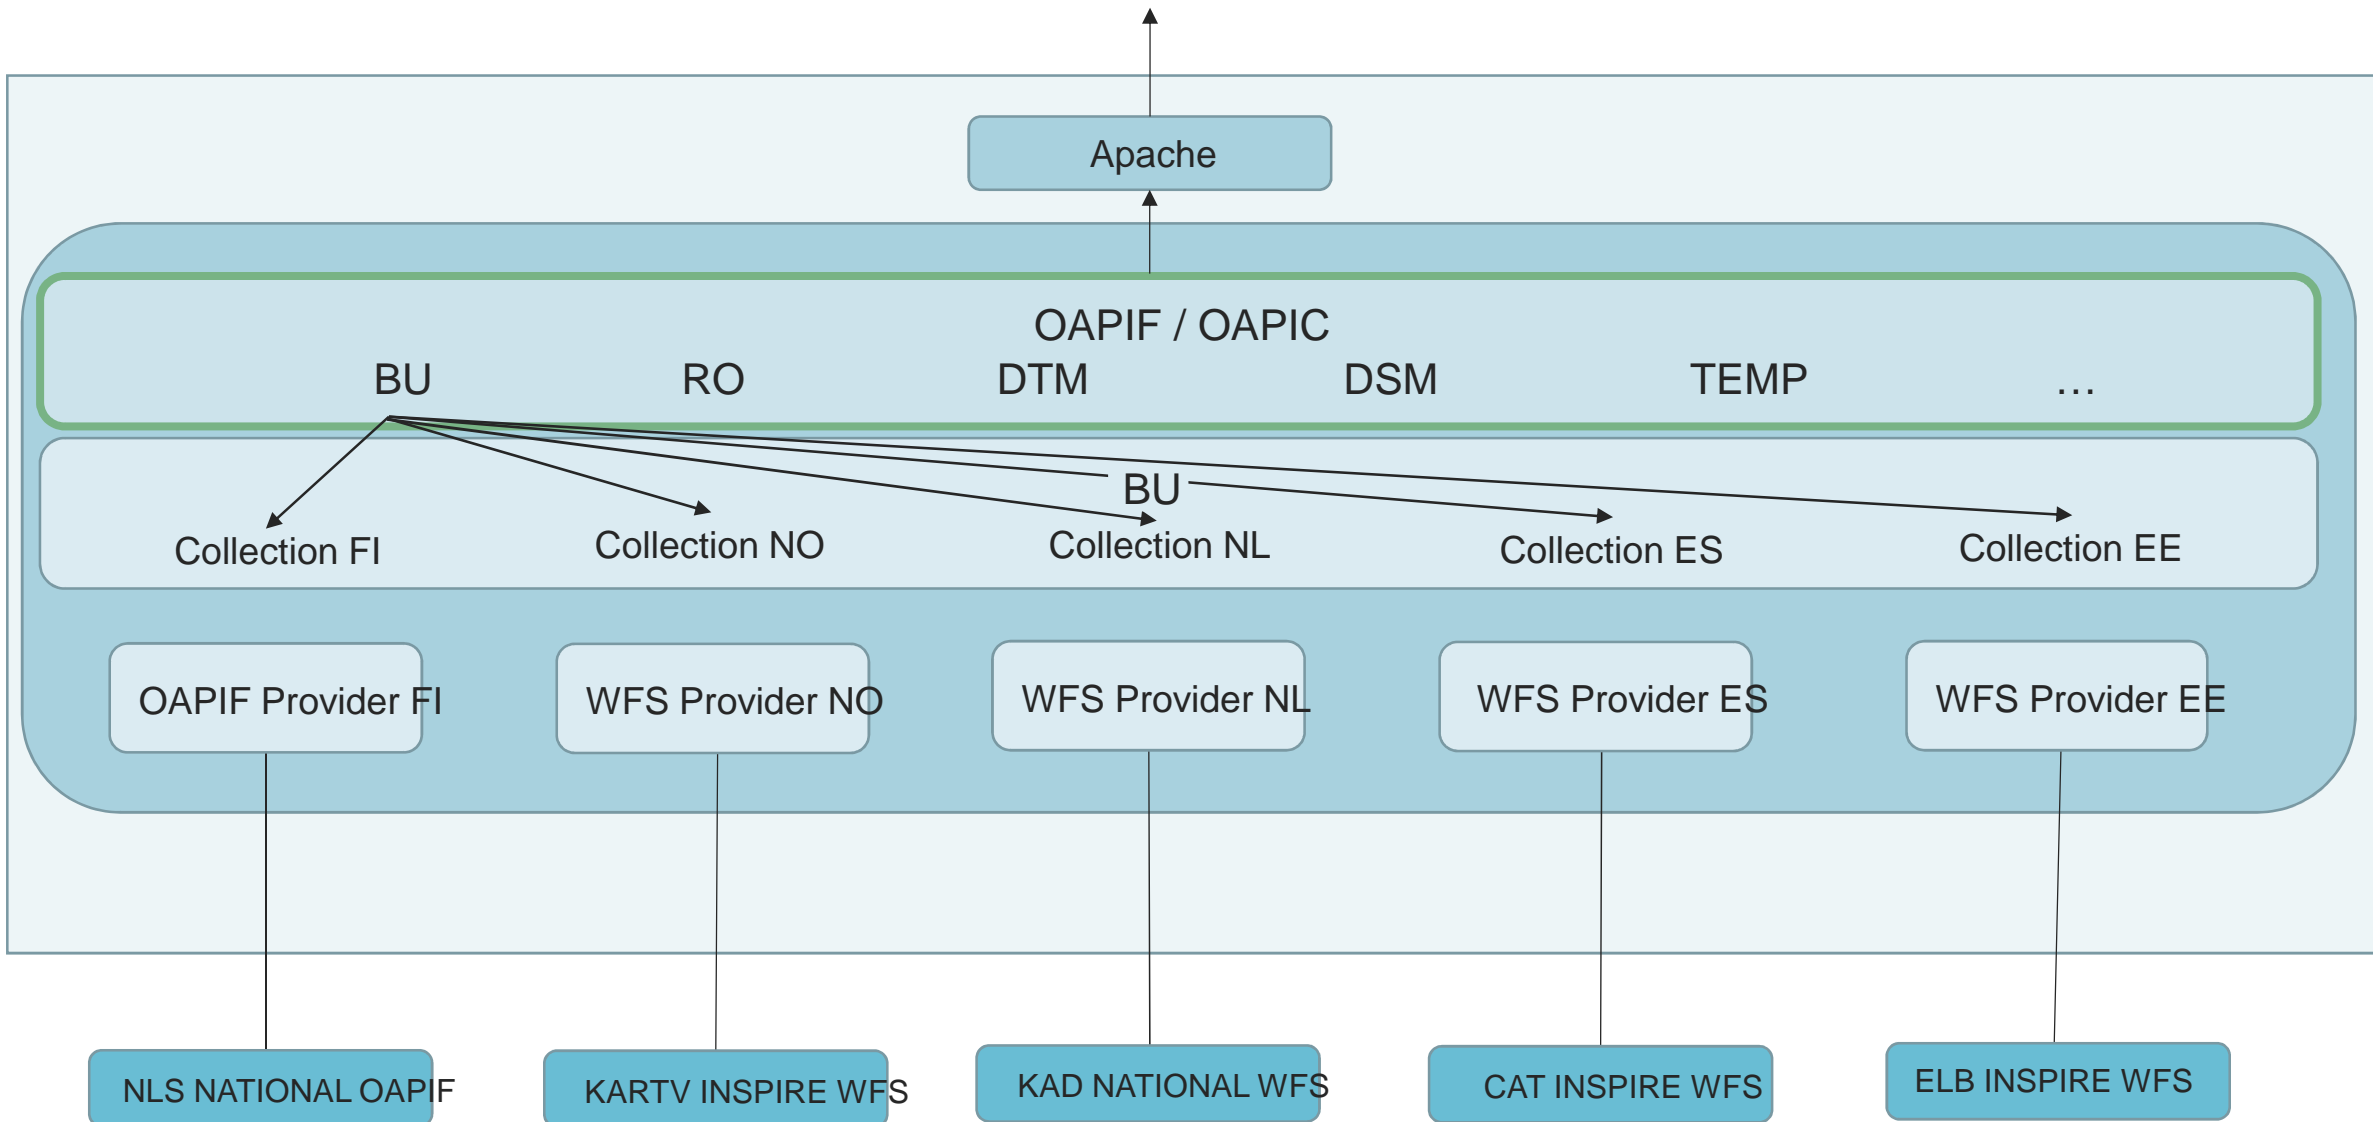 Apache
OAPIF / OAPIC
BU RO DTM DSM TEMP …
BU
Collection FI Collection NO Collection NL Collection ES Collection EE
OAPIF Provider FI WFS Provider NO WFS Provider NL WFS Provider ES WFS Provider EE
NLS NATIONAL OAPIF KARTV INSPIRE WFS KAD NATIONAL WFS CAT INSPIRE WFS ELB INSPIRE WFS